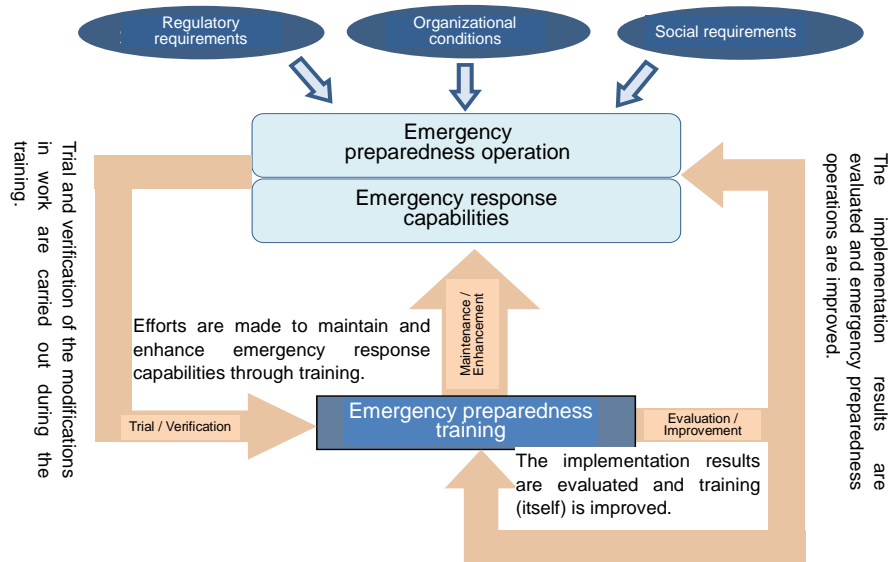 Regulatory
requirements
Organizational
conditions
Social requirements
Emergency
preparedness operation
Emergency response
capabilities
Trial and verification of the modifications
in work are carried out during the
training.
The implementation results are
evaluated and emergency preparedness
operations are improved.
Maintenance /
Enhancement
Efforts are made to maintain and
enhance emergency response
capabilities through training.
Trial / Verification
Emergency preparedness
training
Evaluation /
Improvement
The implementation results
are evaluated and training
(itself) is improved.